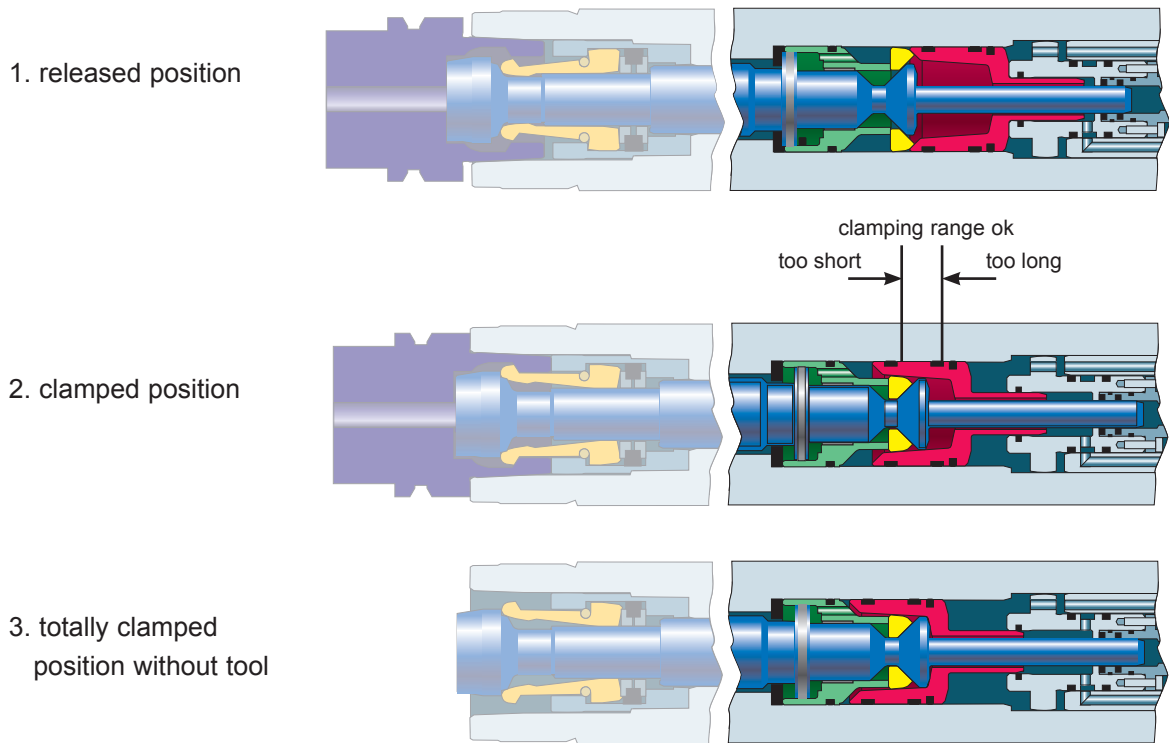 1. released position
clamping range ok
too short
too long
2. clamped position
3. totally clamped
position without tool